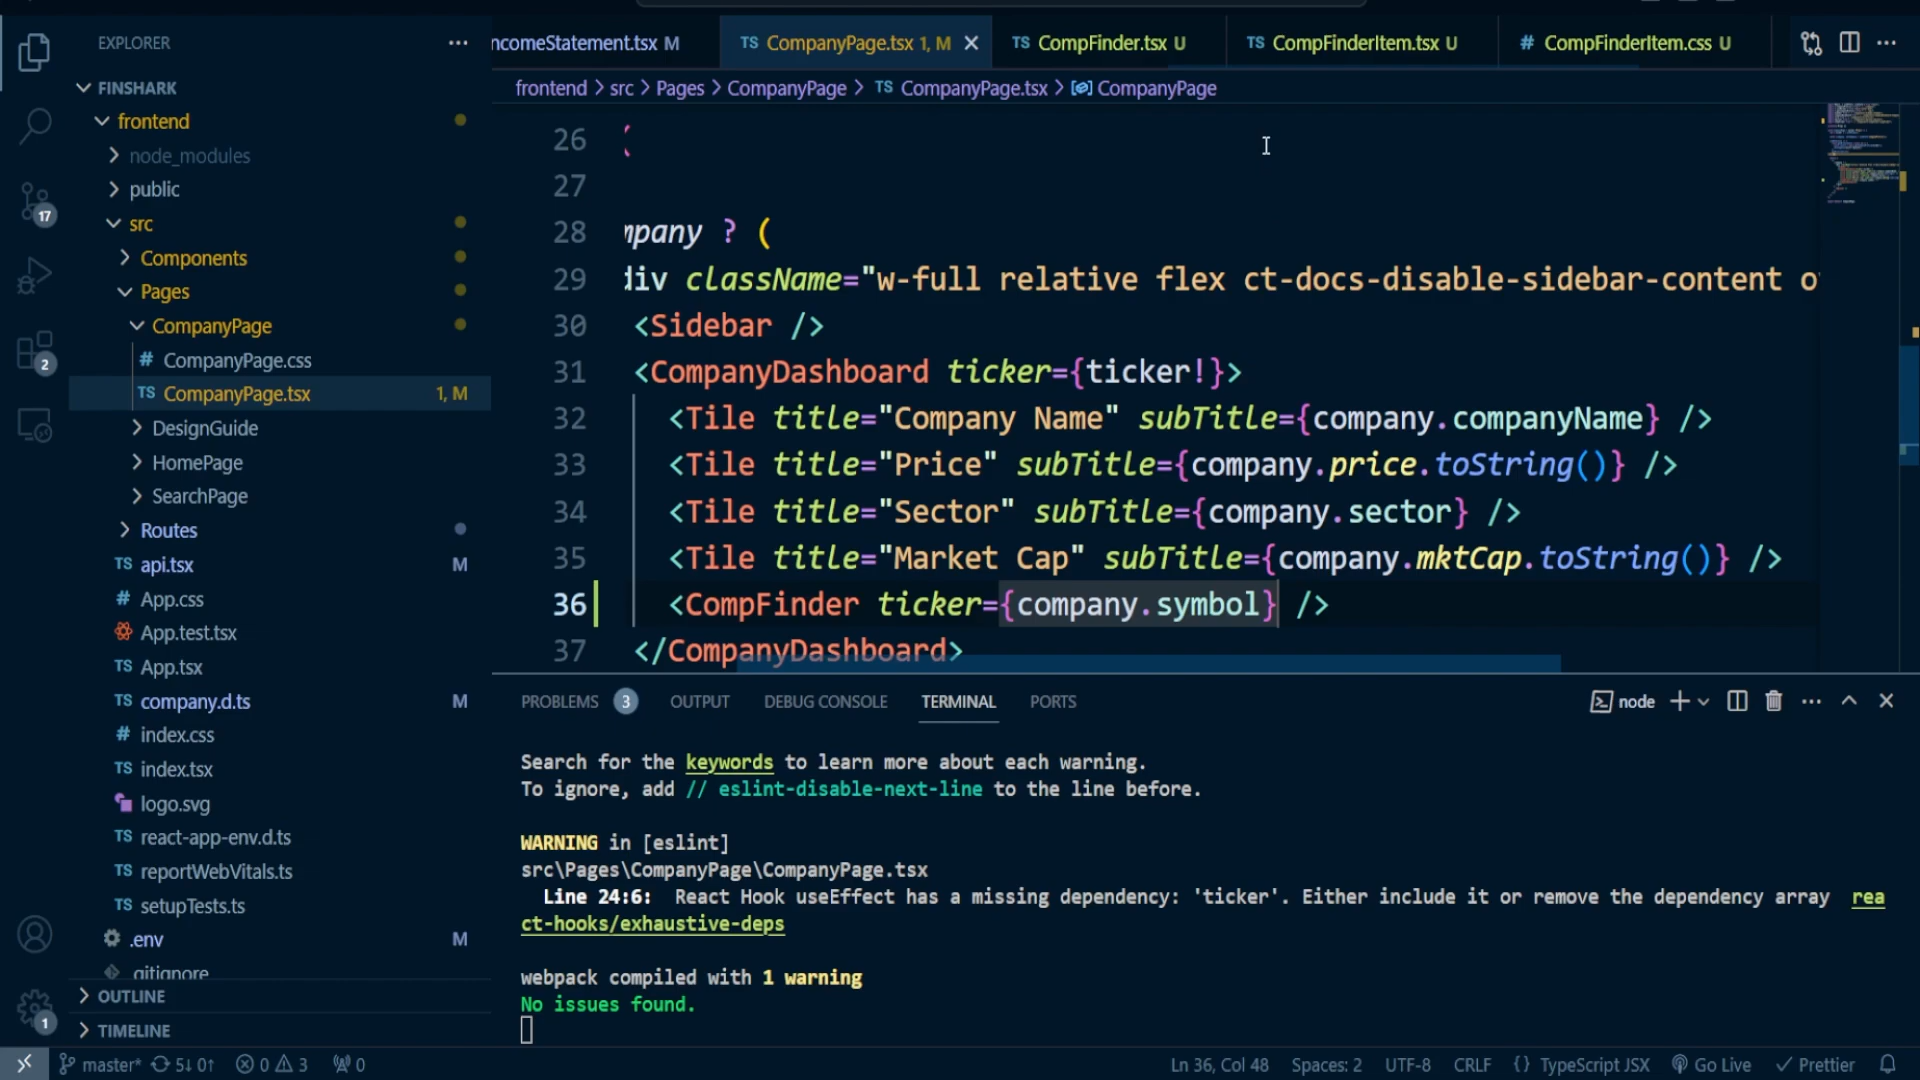 EXPLORER
FINSHARK
frontend
node_modules
public
17
src
Components
Pages
CompanyPage
2
# CompanyPage.css
TS CompanyPage.tsx 1, M
DesignGuide
HomePage
SearchPage
Routes
TS api.tsx M
# App.css
App.test.tsx
TS App.tsx
TS company.d.ts M
# index.css
TS index.tsx
logo.svg
TS react-app-env.d.ts
TS reportWebVitals.ts
TS setupTests.ts
.env M
.gitignore
OUTLINE
1
TIMELINE
ncomeStatement.tsx M
TS CompanyPage.tsx 1, M
TS CompFinder.tsx U
TS CompFinderItem.tsx U
# CompFinderItem.css U
frontend > src > Pages > CompanyPage > TS CompanyPage.tsx > CompanyPage
26 (
27
28 mpany ? (
29 div className="w-full relative flex ct-docs-disable-sidebar-content o
30 <Sidebar />
31 <CompanyDashboard ticker={ticker!}>
32 <Tile title="Company Name" subTitle={company.companyName} />
33 <Tile title="Price" subTitle={company.price.toString()} />
34 <Tile title="Sector" subTitle={company.sector} />
35 <Tile title="Market Cap" subTitle={company.mktCap.toString()} />
36 <CompFinder ticker={company.symbol} />
37 </CompanyDashboard>
PROBLEMS 3 OUTPUT DEBUG CONSOLE TERMINAL PORTS node
Search for the keywords to learn more about each warning.
To ignore, add // eslint-disable-next-line to the line before.
WARNING in [eslint]
src\Pages\CompanyPage\CompanyPage.tsx
Line 24:6: React Hook useEffect has a missing dependency: 'ticker'. Either include it or remove the dependency array rea
ct-hooks/exhaustive-deps
webpack compiled with 1 warning
No issues found.
master* 5↓ 0↑ 0 3 0 Ln 36, Col 48 Spaces: 2 UTF-8 CRLF {} TypeScript JSX Go Live Prettier